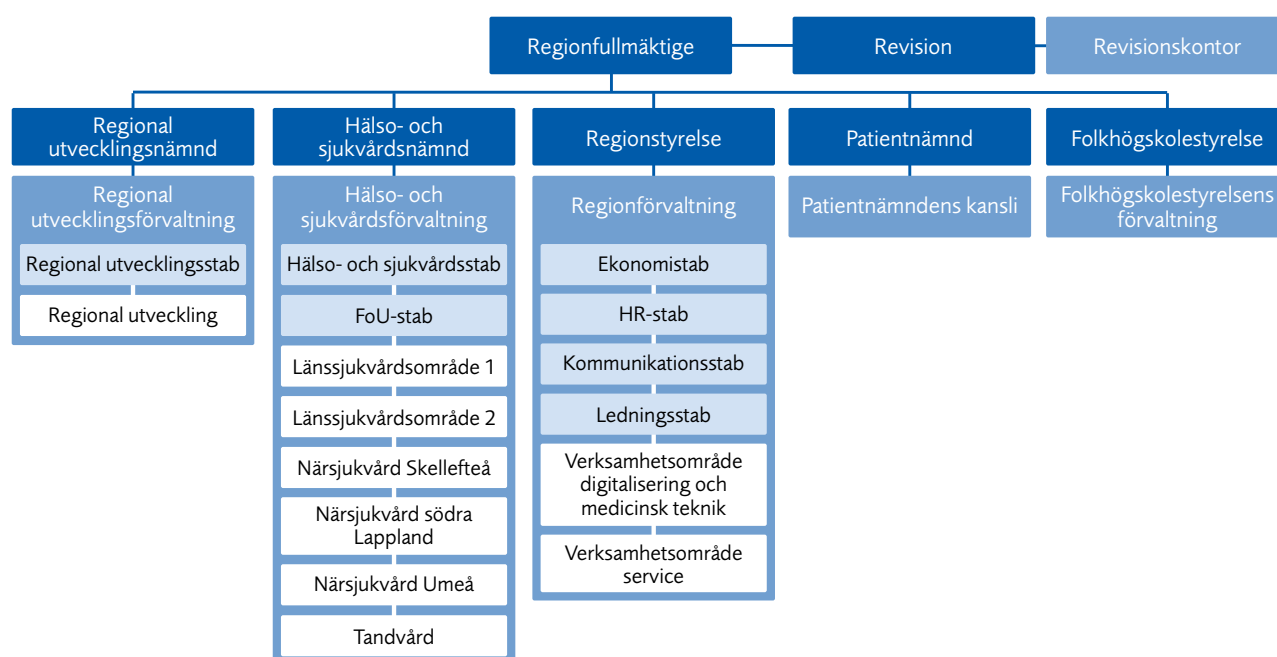 Regionfullmäktige
Revision
Revisionskontor
Regional
utvecklingsnämnd
Hälso- och
sjukvårdsnämnd
Regionstyrelse
Patientnämnd
Folkhögskolestyrelse
Regional
utvecklingsförvaltning
Regional utvecklingsstab
Regional utveckling
Hälso- och
sjukvårdsförvaltning
Hälso- och sjukvårdsstab
FoU-stab
Länssjukvårdsområde 1
Länssjukvårdsområde 2
Närsjukvård Skellefteå
Närsjukvård södra
Lappland
Närsjukvård Umeå
Tandvård
Regionförvaltning
Ekonomistab
HR-stab
Kommunikationsstab
Ledningsstab
Verksamhetsområde
digitalisering och
medicinsk teknik
Verksamhetsområde
service
Patientnämndens kansli
Folkhögskolestyrelsens
förvaltning